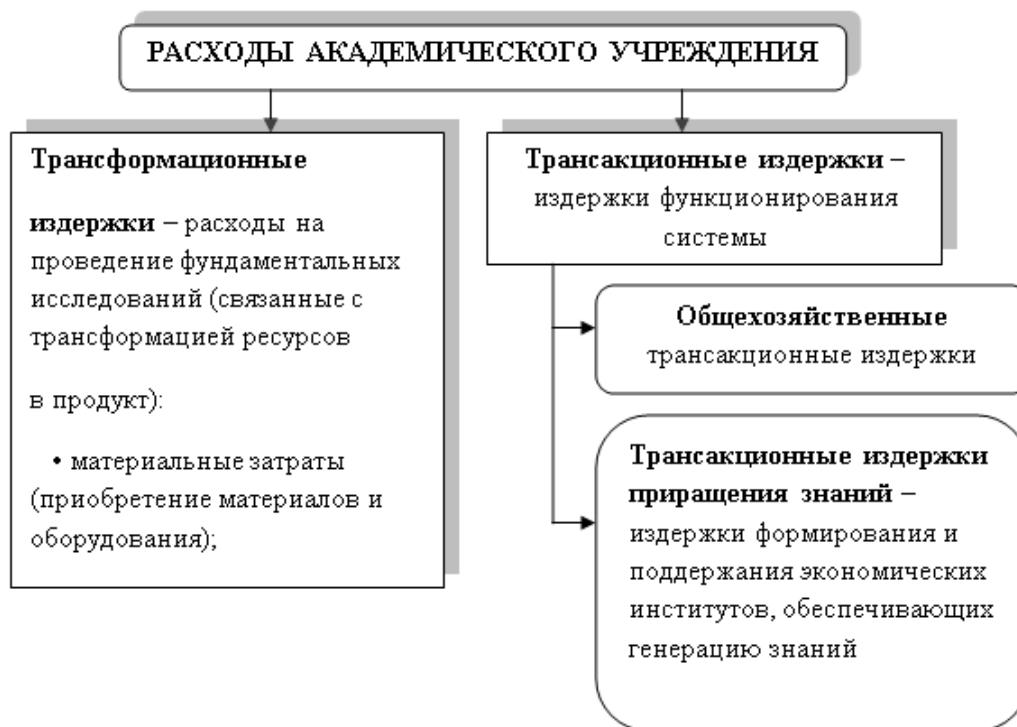 РАСХОДЫ АКАДЕМИЧЕСКОГО УЧРЕЖДЕНИЯ
Трансформационные
издержки – расходы на
проведение фундаментальных
исследований (связанные с
трансформацией ресурсов
в продукт):
• материальные затраты
(приобретение материалов и
оборудования);
Трансакционные издержки –
издержки функционирования
системы
Общехозяйственные
трансакционные издержки
Трансакционные издержки
приращения знаний –
издержки формирования и
поддержания экономических
институтов, обеспечивающих
генерацию знаний